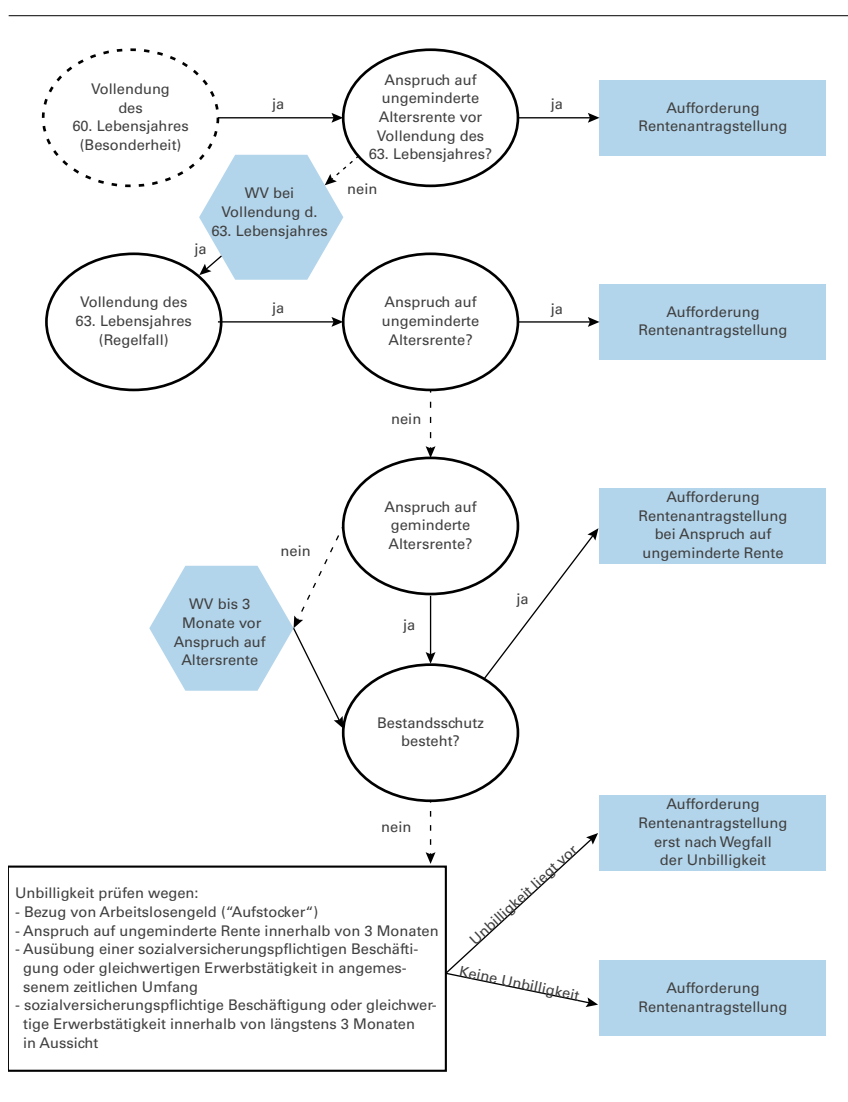 Vollendung
des
60. Lebensjahres
(Besonderheit)
ja
Anspruch auf
ungeminderte
Altersrente vor
Vollendung des
63. Lebensjahres?
ja
Aufforderung
Rentenantragstellung
nein
WV bei
Vollendung d.
63. Lebensjahres
ja
Vollendung des
63. Lebensjahres
(Regelfall)
ja
Anspruch auf
ungeminderte
Altersrente?
ja
Aufforderung
Rentenantragstellung
nein
Anspruch auf
geminderte
Altersrente?
Aufforderung
Rentenantragstellung
bei Anspruch auf
ungeminderte Rente
nein
WV bis 3
Monate vor
Anspruch auf
Altersrente
ja
ja
Bestandsschutz
besteht?
nein
Aufforderung
Rentenantragstellung
erst nach Wegfall
der Unbilligkeit
Unbilligkeit liegt vor
Unbilligkeit prüfen wegen:
- Bezug von Arbeitslosengeld (“Aufstocker“)
- Anspruch auf ungeminderte Rente innerhalb von 3 Monaten
- Ausübung einer sozialversicherungspflichtigen Beschäfti-
gung oder gleichwertigen Erwerbstätigkeit in angemes-
senem zeitlichen Umfang
- sozialversicherungspflichtige Beschäftigung oder gleichwer-
tige Erwerbstätigkeit innerhalb von längstens 3 Monaten
in Aussicht
Keine Unbilligkeit
Aufforderung
Rentenantragstellung